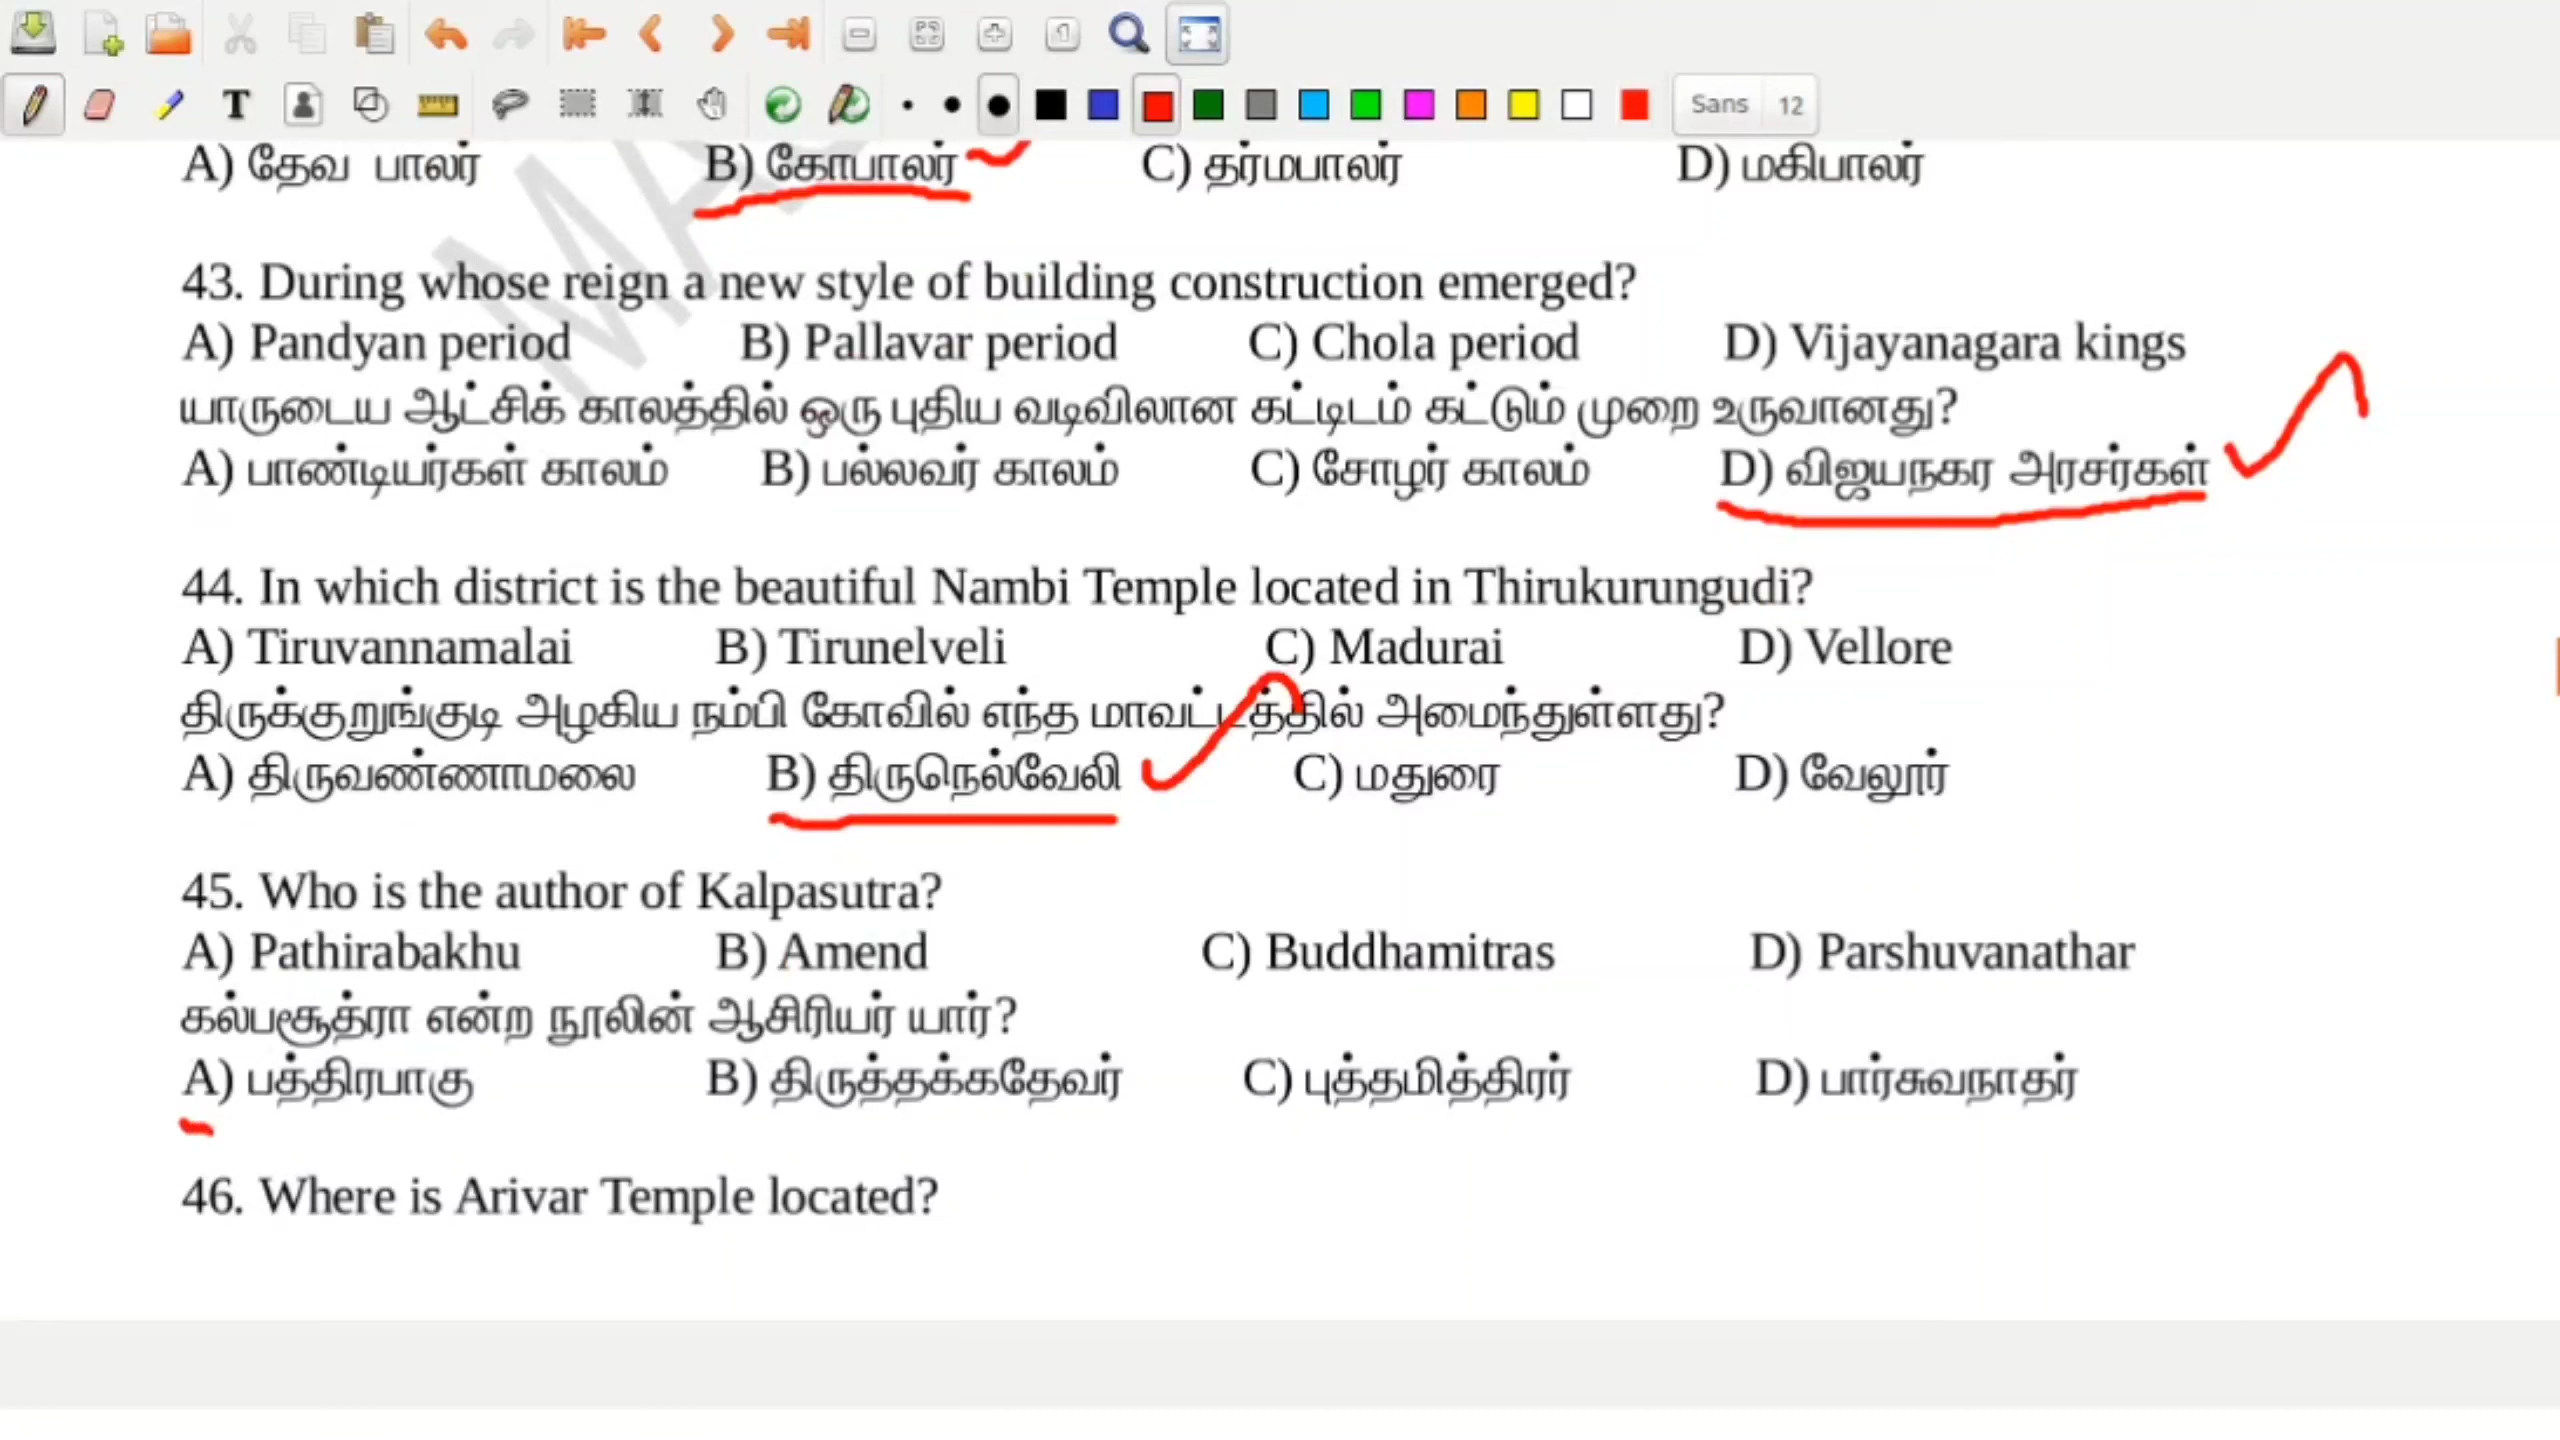 Sans 12
A) தேவ பாலர் B) கோபாலர் C) தர்மபாலர் D) மகிபாலர்
43. During whose reign a new style of building construction emerged?
A) Pandyan period B) Pallavar period C) Chola period D) Vijayanagara kings
யாருடைய ஆட்சிக் காலத்தில் ஒரு புதிய வடிவிலான கட்டிடம் கட்டும் முறை உருவானது?
A) பாண்டியர்கள் காலம் B) பல்லவர் காலம் C) சோழர் காலம் D) விஜயநகர அரசர்கள்
44. In which district is the beautiful Nambi Temple located in Thirukurungudi?
A) Tiruvannamalai B) Tirunelveli C) Madurai D) Vellore
திருக்குறுங்குடி அழகிய நம்பி கோவில் எந்த மாவட்டத்தில் அமைந்துள்ளது?
A) திருவண்ணாமலை B) திருநெல்வேலி C) மதுரை D) வேலூர்
45. Who is the author of Kalpasutra?
A) Pathirabakhu B) Amend C) Buddhamitras D) Parshuvanathar
கல்பசூத்ரா என்ற நூலின் ஆசிரியர் யார்?
A) பத்திரபாகு B) திருத்தக்கதேவர் C) புத்தமித்திரர் D) பார்சுவநாதர்
46. Where is Arivar Temple located?